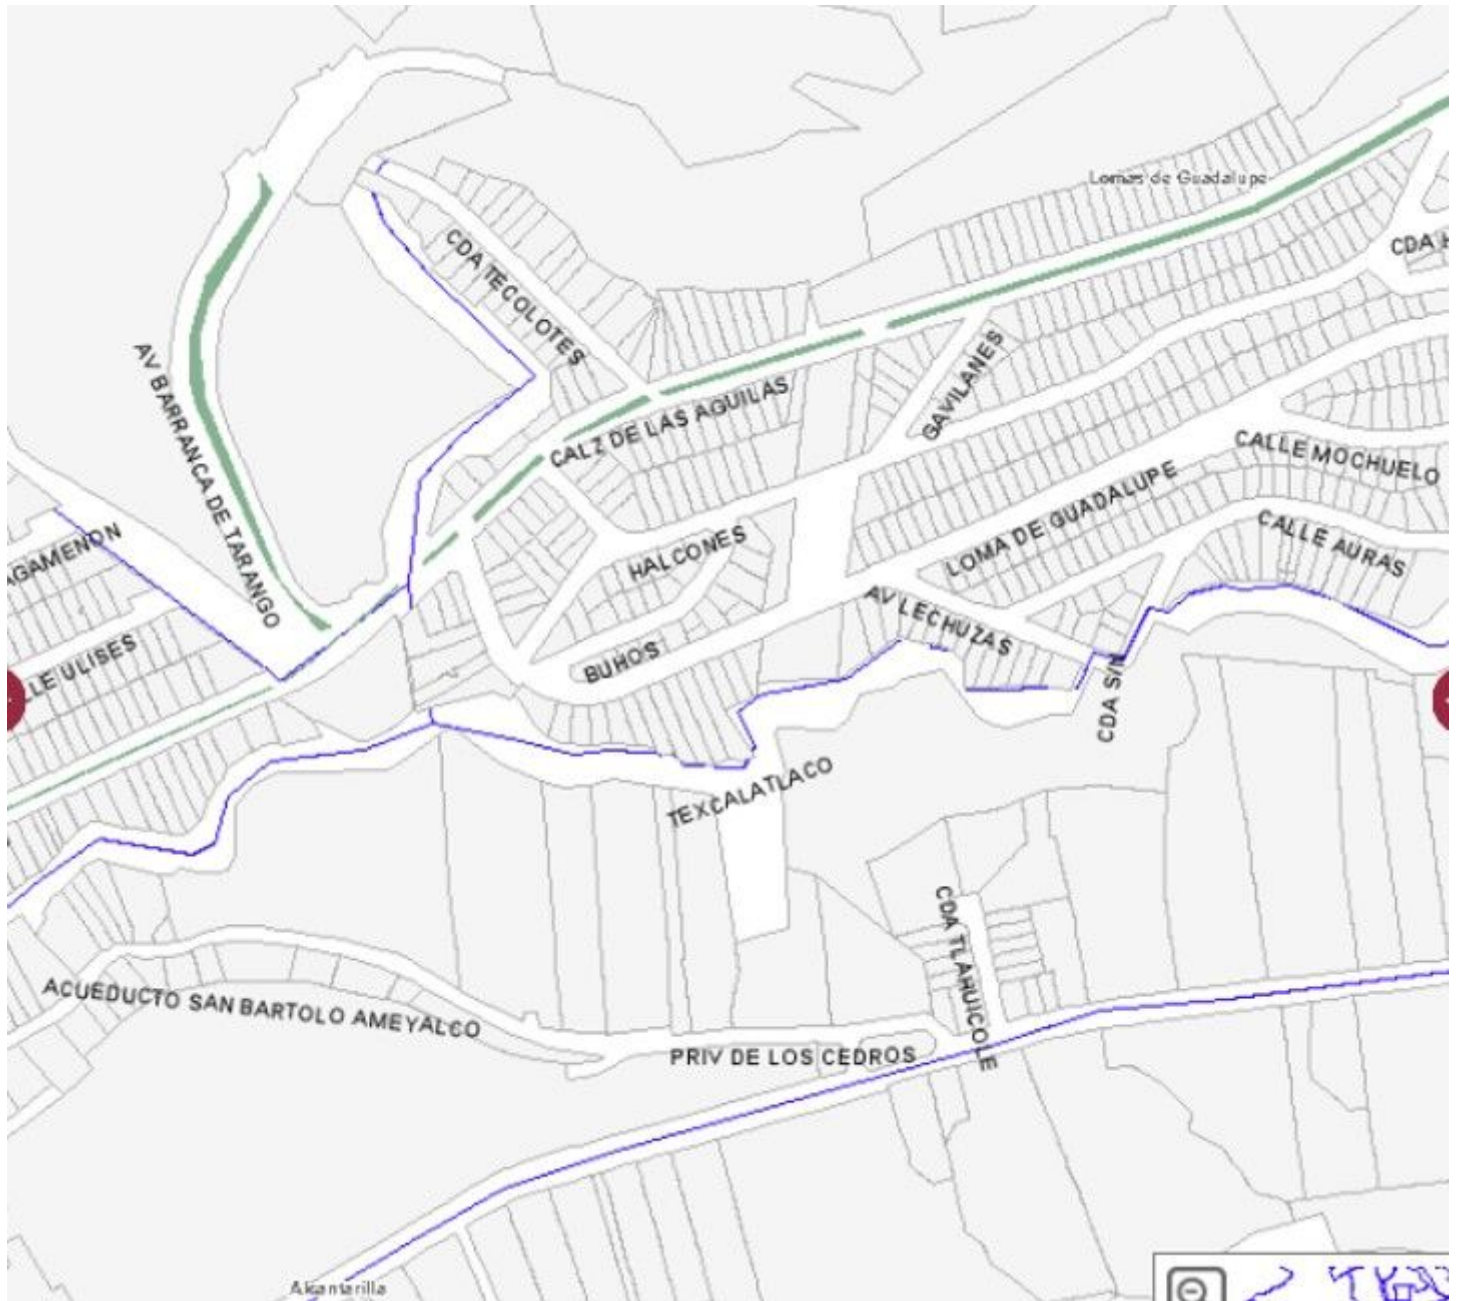 Lomas de Guadalupe
CDA TECOLOTES
CDA H
AV BARRANCA DE TARANGO
CALZ DE LAS AGUILAS
GAVILANES
CALLE MOCHUELO
LOMA DE GUADALUPE
CALLE AURAS
AGAMENON
HALCONES
AV LECHUZAS
LLE ULISES
BUHOS
CDA S/N
TEXCALATLACO
CDA TLAHUICOLE
ACUEDUCTO SAN BARTOLO AMEYALCO
PRIV DE LOS CEDROS
Alcantarilla